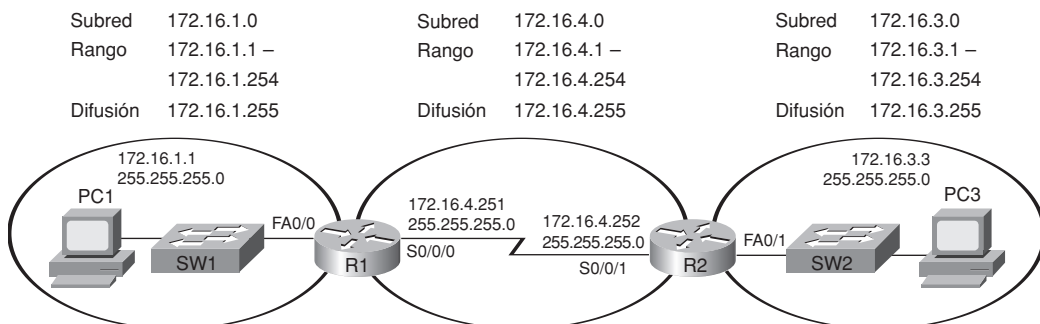 Subred 172.16.1.0
Rango 172.16.1.1 –
172.16.1.254
Difusión 172.16.1.255
Subred 172.16.4.0
Rango 172.16.4.1 –
172.16.4.254
Difusión 172.16.4.255
Subred 172.16.3.0
Rango 172.16.3.1 –
172.16.3.254
Difusión 172.16.3.255
172.16.1.1
255.255.255.0
PC1
SW1
FA0/0
R1
172.16.4.251
255.255.255.0
S0/0/0
172.16.4.252
255.255.255.0
S0/0/1
R2
FA0/1
172.16.3.3
255.255.255.0
PC3
SW2